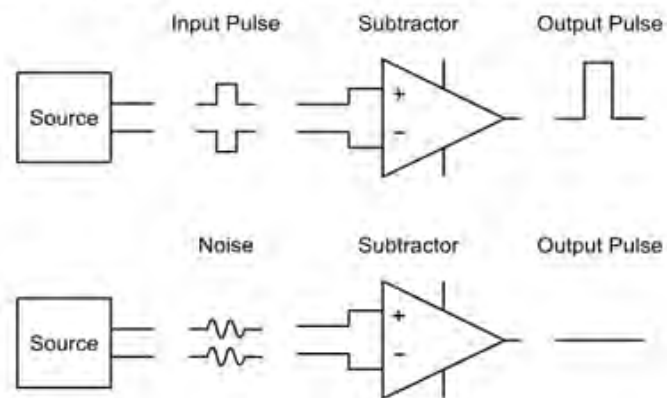 Input Pulse Subtractor Output Pulse
Source
+
−
Noise Subtractor Output Pulse
Source
+
−